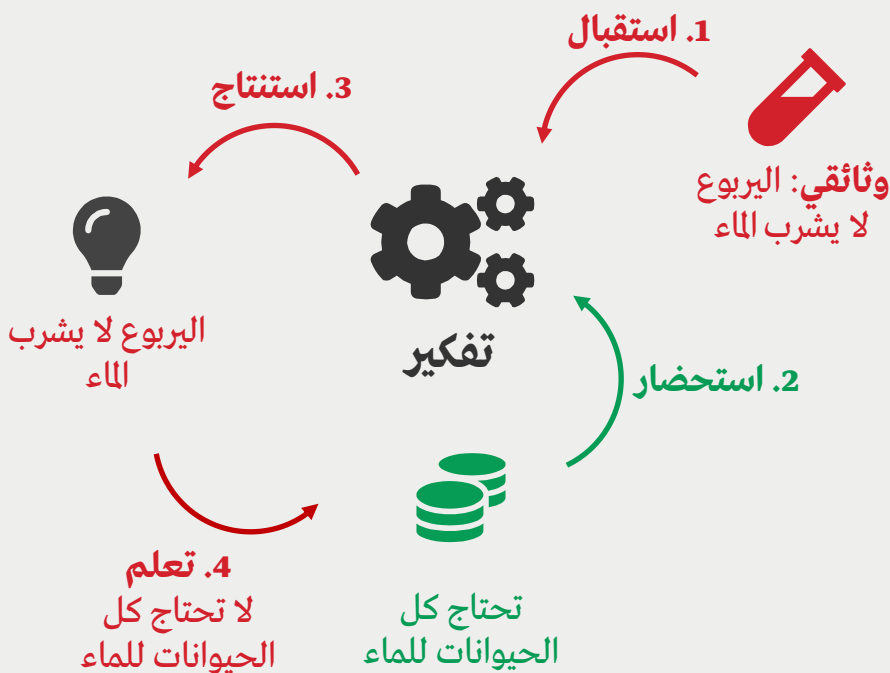 1. استقبال
وثائقي: اليربوع
لا يشرب الماء
2. استحضار
تحتاج كل
الحيوانات للماء
تفكير
3. استنتاج
اليربوع لا يشرب
الماء
4. تعلم
لا تحتاج كل
الحيوانات للماء